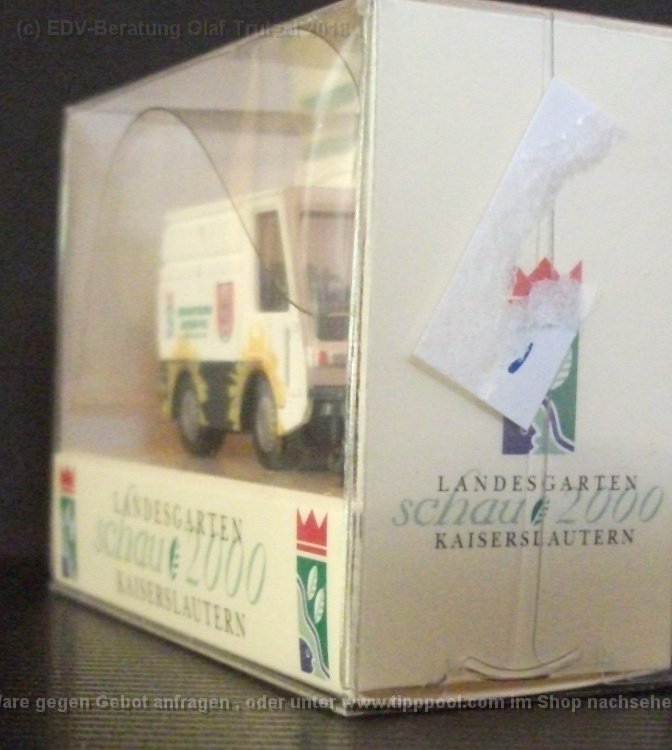 (c) EDV-Beratung Olaf 2018
LANDESGARTEN
schau 2000
KAISERSLAUTERN
LANDESGARTEN
schau 2000
KAISERSLAUTERN
gegen Gebot anfragen , oder unter www.tipppool.com im Shop